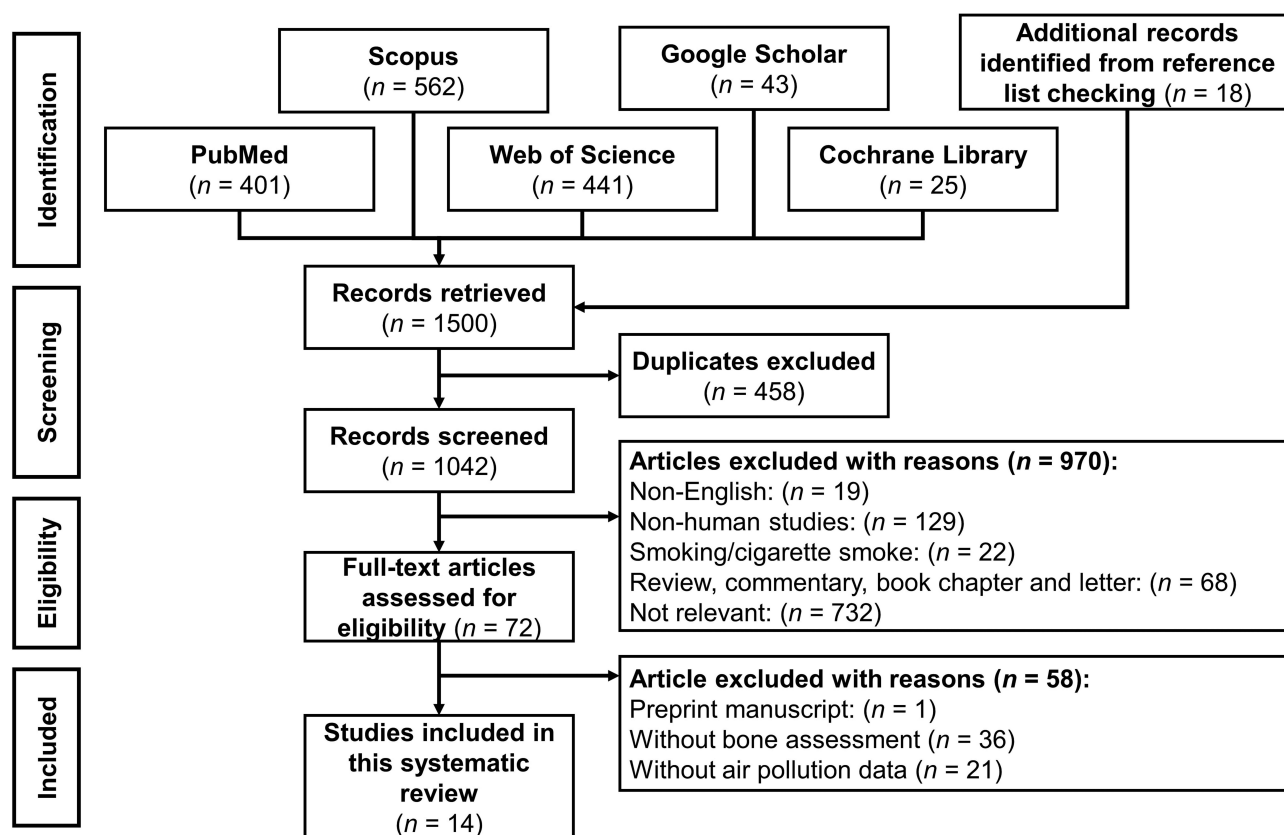 Identification
Scopus
(n = 562)
Google Scholar
(n = 43)
Additional records
identified from reference
list checking (n = 18)
PubMed
(n = 401)
Web of Science
(n = 441)
Cochrane Library
(n = 25)
Screening
Records retrieved
(n = 1500)
Duplicates excluded
(n = 458)
Records screened
(n = 1042)
Eligibility
Articles excluded with reasons (n = 970):
Non-English: (n = 19)
Non-human studies: (n = 129)
Smoking/cigarette smoke: (n = 22)
Review, commentary, book chapter and letter: (n = 68)
Not relevant: (n = 732)
Full-text articles
assessed for
eligibility (n = 72)
Included
Article excluded with reasons (n = 58):
Preprint manuscript: (n = 1)
Without bone assessment (n = 36)
Without air pollution data (n = 21)
Studies included in
this systematic
review
(n = 14)